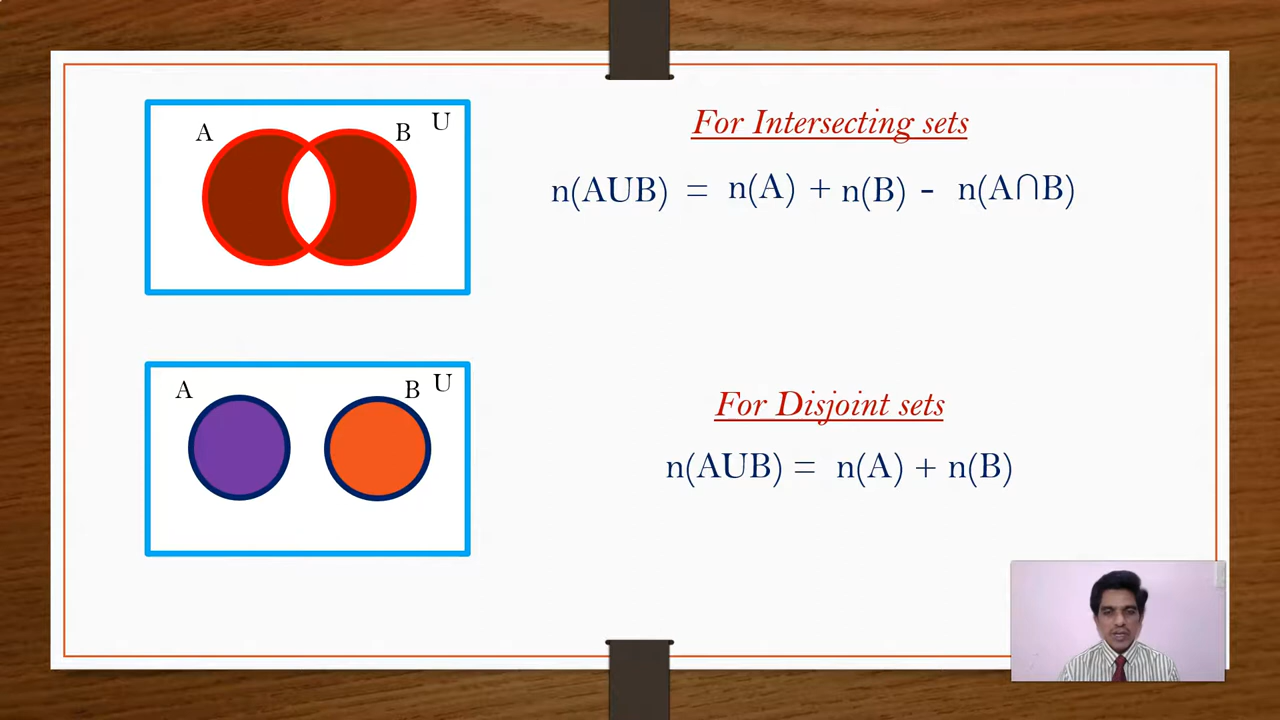 A B U
For Intersecting sets
n(AUB) = n(A) + n(B) - n(A∩B)
A B U
For Disjoint sets
n(AUB) = n(A) + n(B)